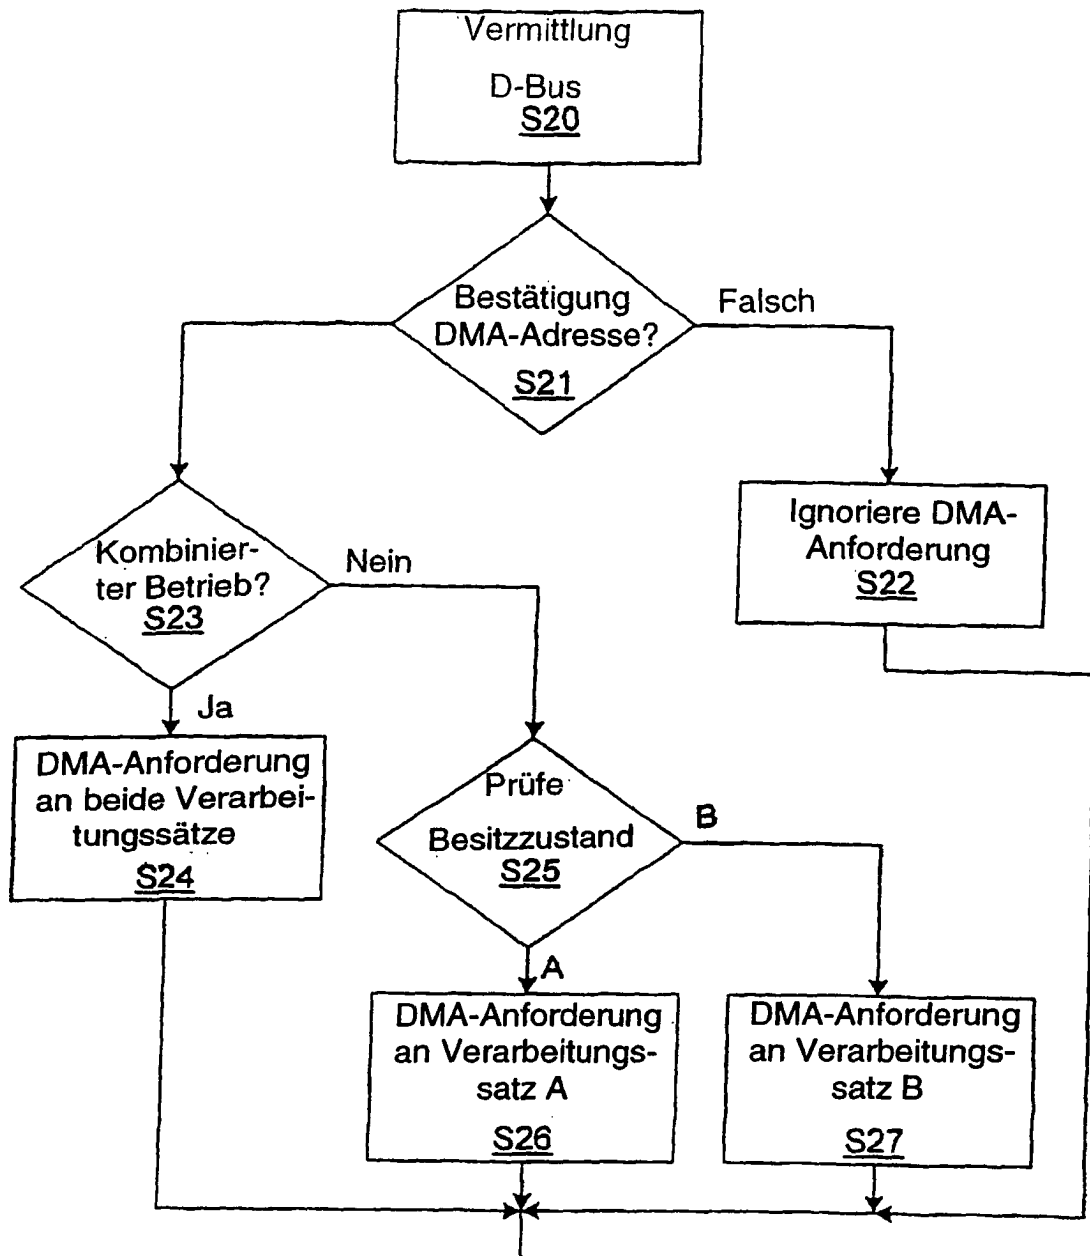 Vermittlung
D-Bus
S20
Bestätigung
DMA-Adresse?
S21
Falsch
Ignoriere DMA-
Anforderung
S22
Kombinier-
ter Betrieb?
S23
Nein
Ja
DMA-Anforderung
an beide Verarbei-
tungssätze
S24
Prüfe
Besitzzustand
S25
B
A
DMA-Anforderung
an Verarbeitungs-
satz A
S26
DMA-Anforderung
an Verarbeitungs-
satz B
S27